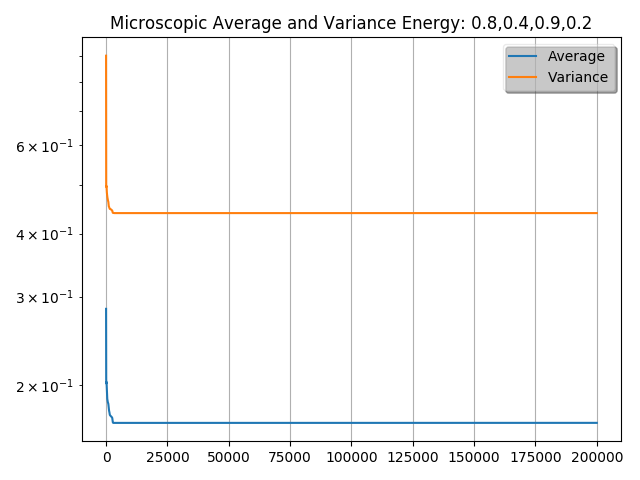 Microscopic Average and Variance Energy: 0.8,0.4,0.9,0.2
Average
Variance
6 × 10⁻¹
4 × 10⁻¹
3 × 10⁻¹
2 × 10⁻¹
0 25000 50000 75000 100000 125000 150000 175000 200000